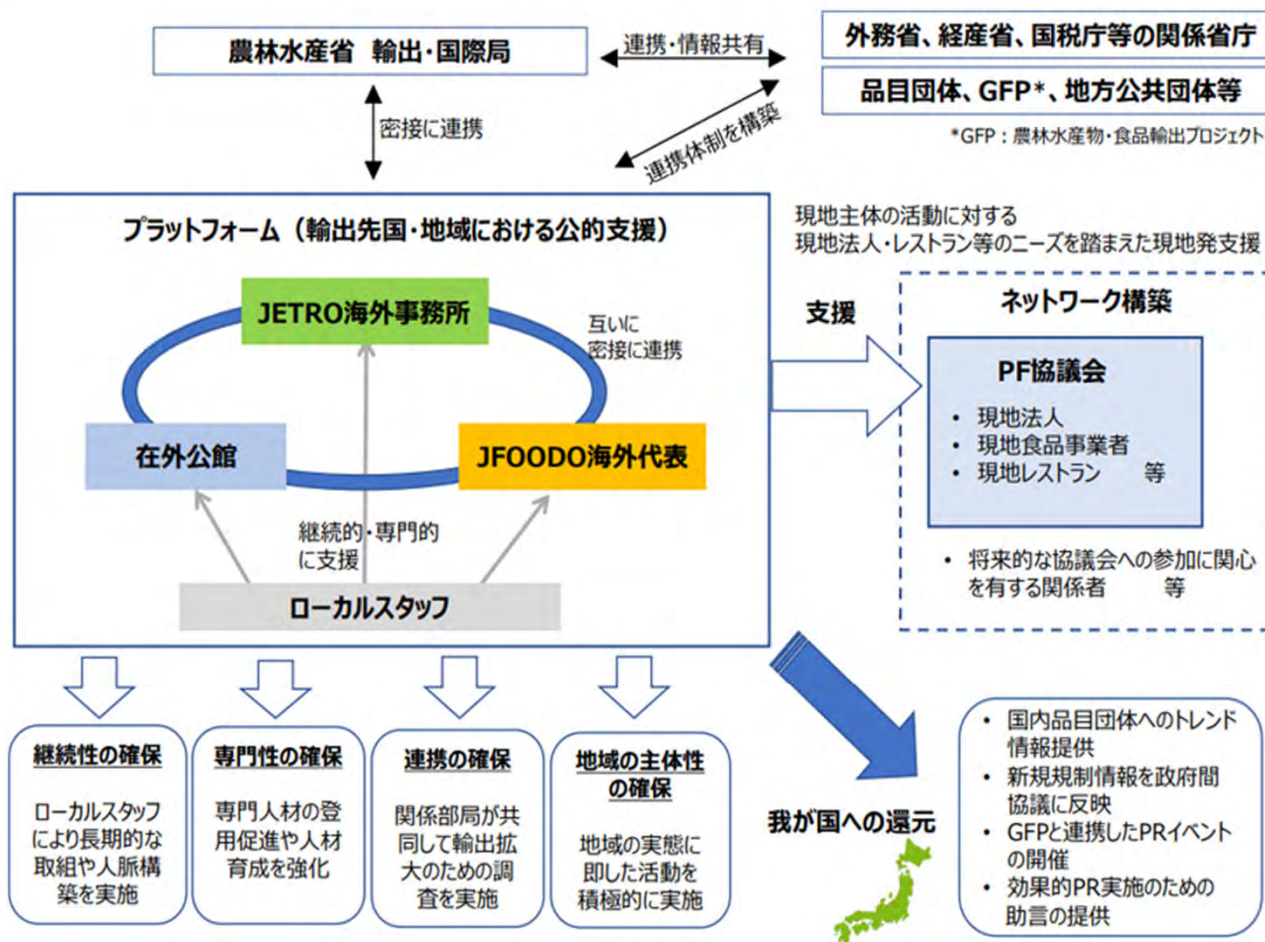 農林水産省 輸出・国際局
連携・情報共有
外務省、経産省、国税庁等の関係省庁
品目団体、GFP*、地方公共団体等
*GFP：農林水産物・食品輸出プロジェクト
密接に連携
連携体制を構築
プラットフォーム（輸出先国・地域における公的支援）
JETRO海外事務所
互いに
密接に連携
在外公館
JFOODO海外代表
継続的・専門的
に支援
ローカルスタッフ
現地主体の活動に対する
現地法人・レストラン等のニーズを踏まえた現地発支援
支援
ネットワーク構築
PF協議会
• 現地法人
• 現地食品事業者
• 現地レストラン 等
• 将来的な協議会への参加に関心
を有する関係者 等
継続性の確保
ローカルスタッフ
により長期的な
取組や人脈構
築を実施
専門性の確保
専門人材の登
用促進や人材
育成を強化
連携の確保
関係部局が共
同して輸出拡
大のための調
査を実施
地域の主体性
の確保
地域の実態に
即した活動を
積極的に実施
我が国への還元
• 国内品目団体へのトレンド
情報提供
• 新規規制情報を政府間
協議に反映
• GFPと連携したPRイベント
の開催
• 効果的PR実施のための
助言の提供